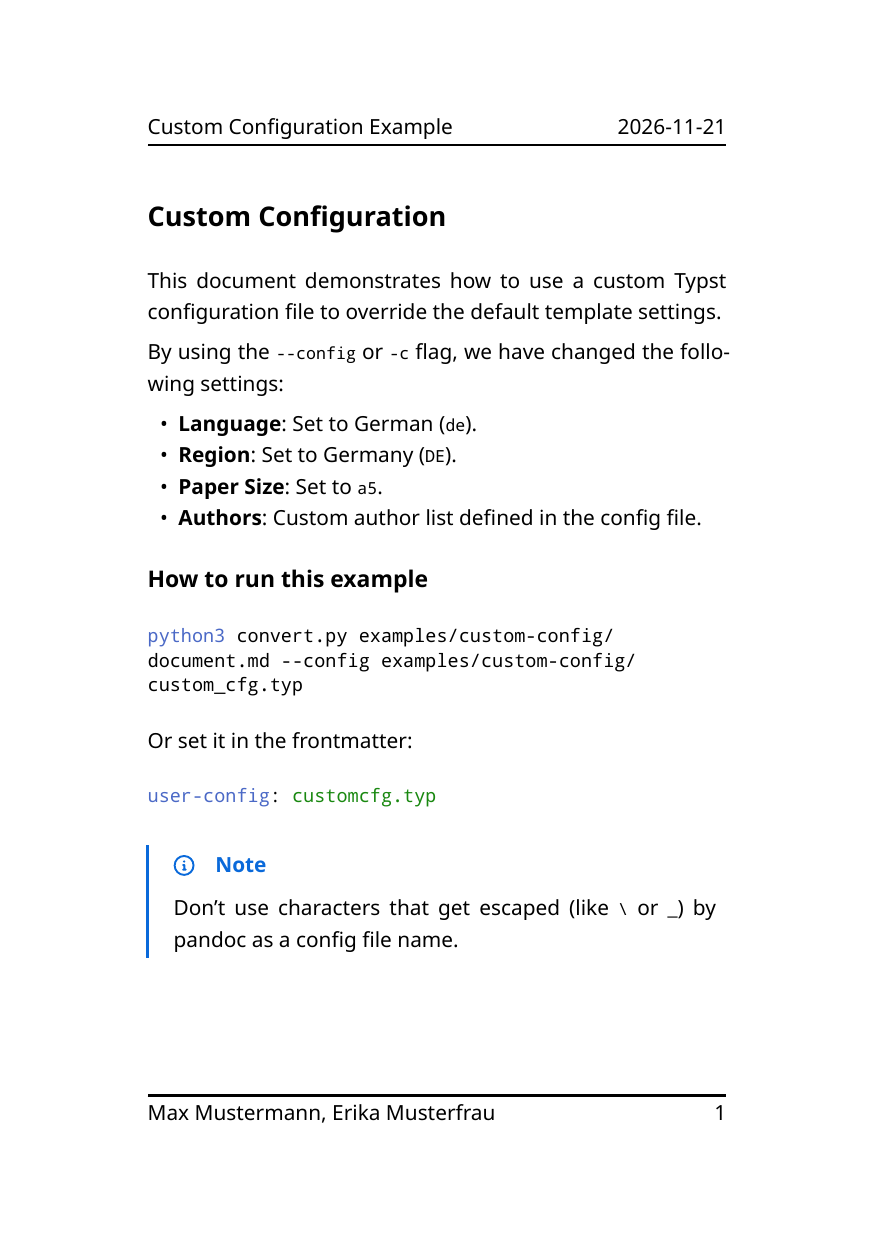 Custom Configuration Example 2026-11-21
Custom Configuration
This document demonstrates how to use a custom Typst
configuration file to override the default template settings.
By using the --config or -c flag, we have changed the follo-
wing settings:
• Language: Set to German (de).
• Region: Set to Germany (DE).
• Paper Size: Set to a5.
• Authors: Custom author list defined in the config file.
How to run this example
python3 convert.py examples/custom-config/
document.md --config examples/custom-config/
custom_cfg.typ
Or set it in the frontmatter:
user-config: customcfg.typ
Note
Don’t use characters that get escaped (like \ or _) by
pandoc as a config file name.
Max Mustermann, Erika Musterfrau 1